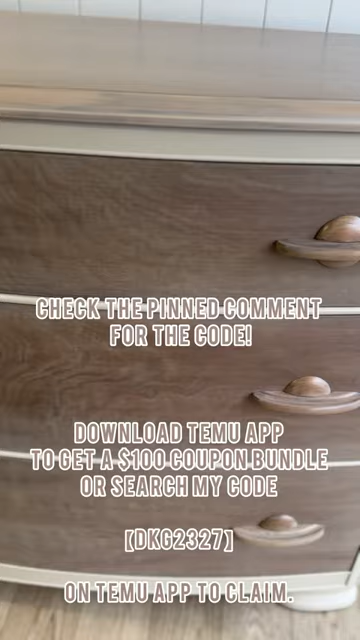 CHECK THE PINNED COMMENT
FOR THE CODE!
DOWNLOAD TEMU APP
TO GET A $100 COUPON BUNDLE
OR SEARCH MY CODE
【DKG2327】
ON TEMU APP TO CLAIM.